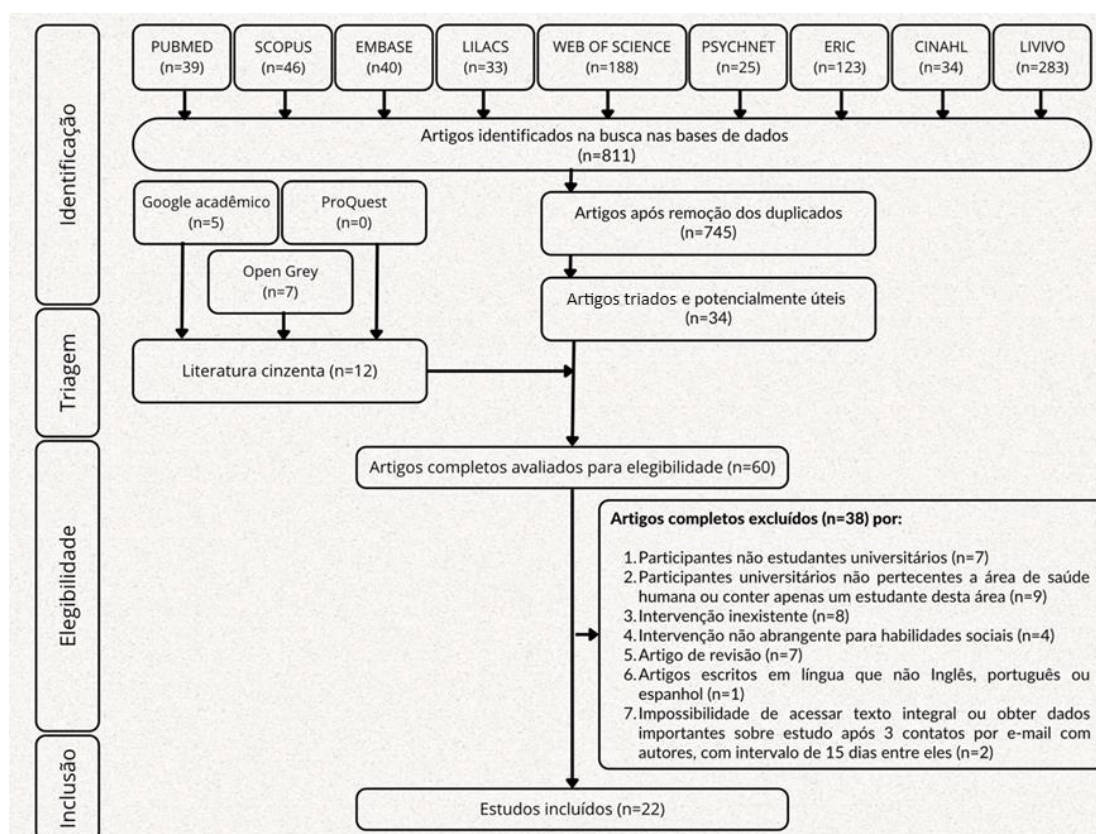 Identificação
PUBMED
(n=39)
SCOPUS
(n=46)
EMBASE
(n40)
LILACS
(n=33)
WEB OF SCIENCE
(n=188)
PSYCHNET
(n=25)
ERIC
(n=123)
CINAHL
(n=34)
LIVIVO
(n=283)
Artigos identificados na busca nas bases de dados
(n=811)
Google acadêmico
(n=5)
ProQuest
(n=0)
Open Grey
(n=7)
Artigos após remoção dos duplicados
(n=745)
Artigos triados e potencialmente úteis
(n=34)
Triagem
Literatura cinzenta (n=12)
Elegibilidade
Artigos completos avaliados para elegibilidade (n=60)
Artigos completos excluídos (n=38) por:
1. Participantes não estudantes universitários (n=7)
2. Participantes universitários não pertecentes a área de saúde
humana ou conter apenas um estudante desta área (n=9)
3. Intervenção inexistente (n=8)
4. Intervenção não abrangente para habilidades sociais (n=4)
5. Artigo de revisão (n=7)
6. Artigos escritos em língua que não Inglês, português ou
espanhol (n=1)
7. Impossibilidade de acessar texto integral ou obter dados
importantes sobre estudo após 3 contatos por e-mail com
autores, com intervalo de 15 dias entre eles (n=2)
Inclusão
Estudos incluídos (n=22)